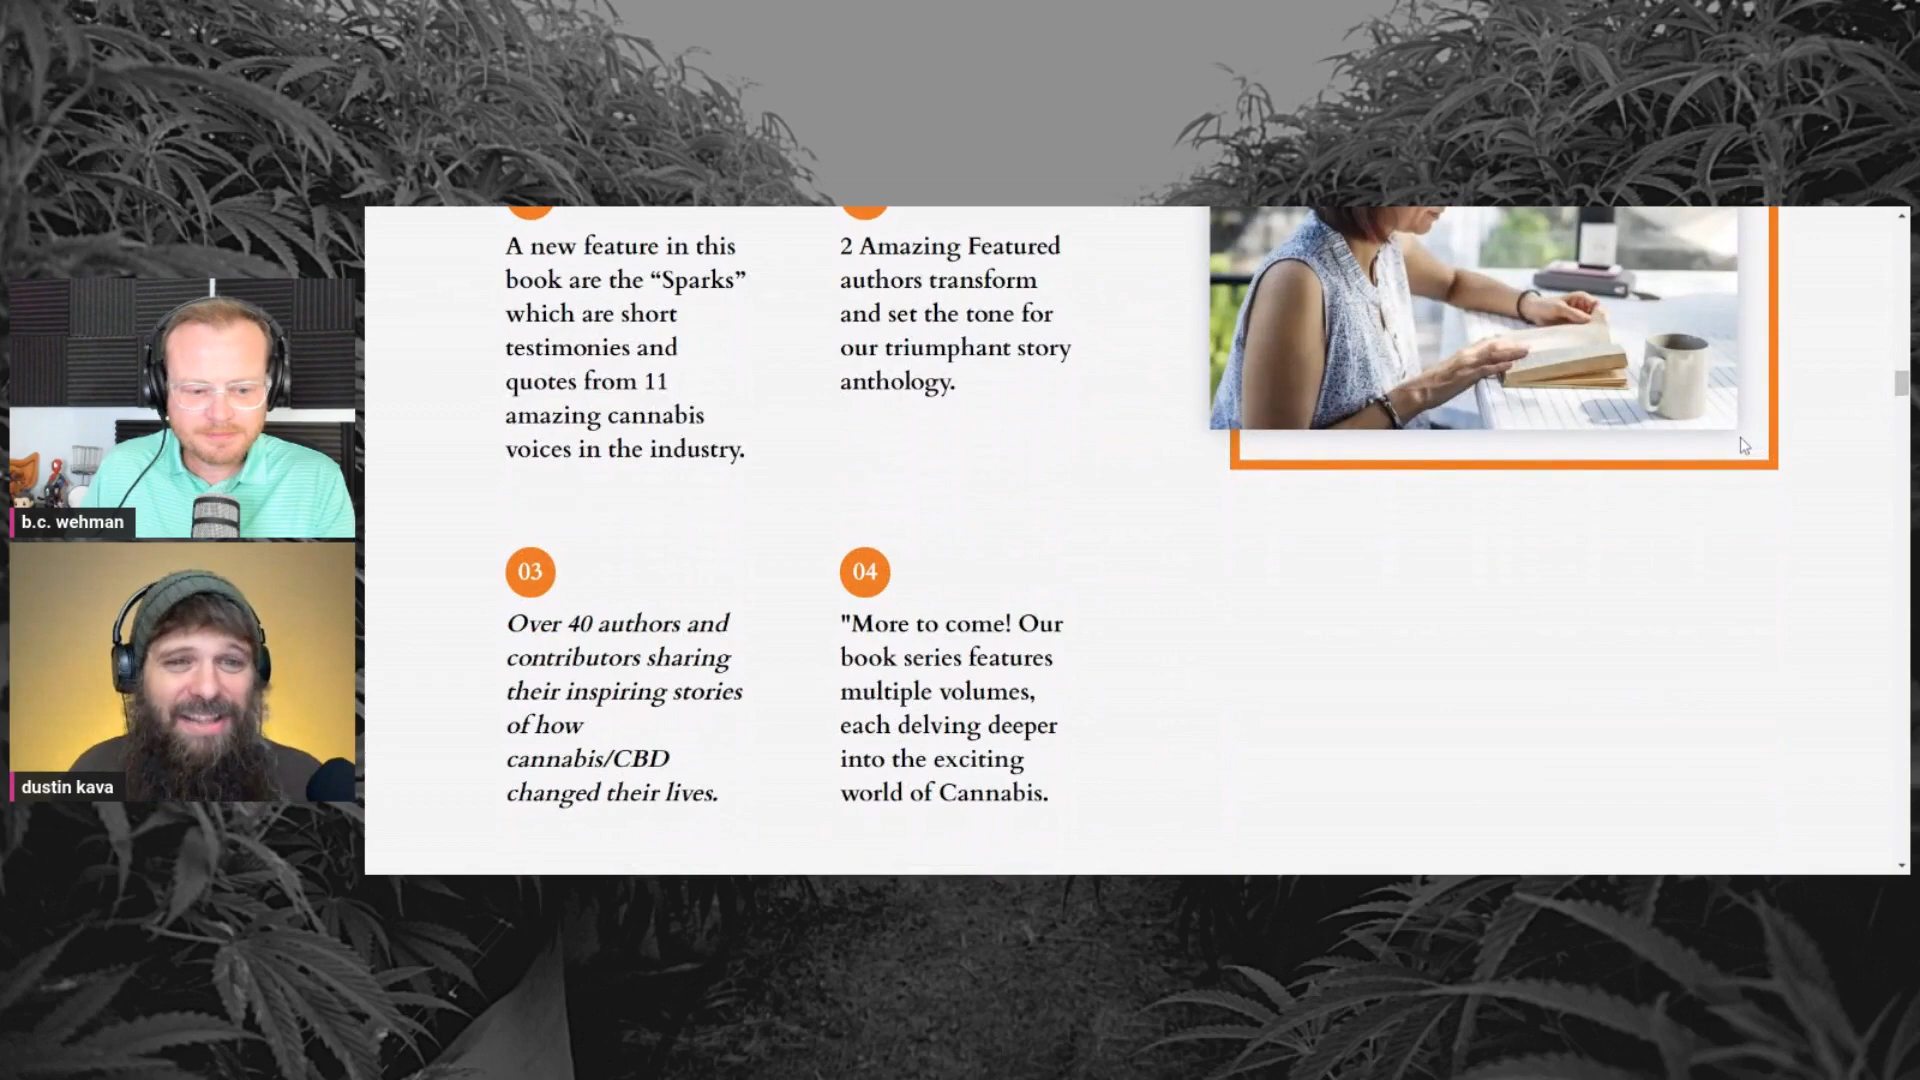 A new feature in this
book are the “Sparks”
which are short
testimonies and
quotes from 11
amazing cannabis
voices in the industry.
2 Amazing Featured
authors transform
and set the tone for
our triumphant story
anthology.
03
Over 40 authors and
contributors sharing
their inspiring stories
of how
cannabis/CBD
changed their lives.
04
"More to come! Our
book series features
multiple volumes,
each delving deeper
into the exciting
world of Cannabis.
b.c. wehman
dustin kava